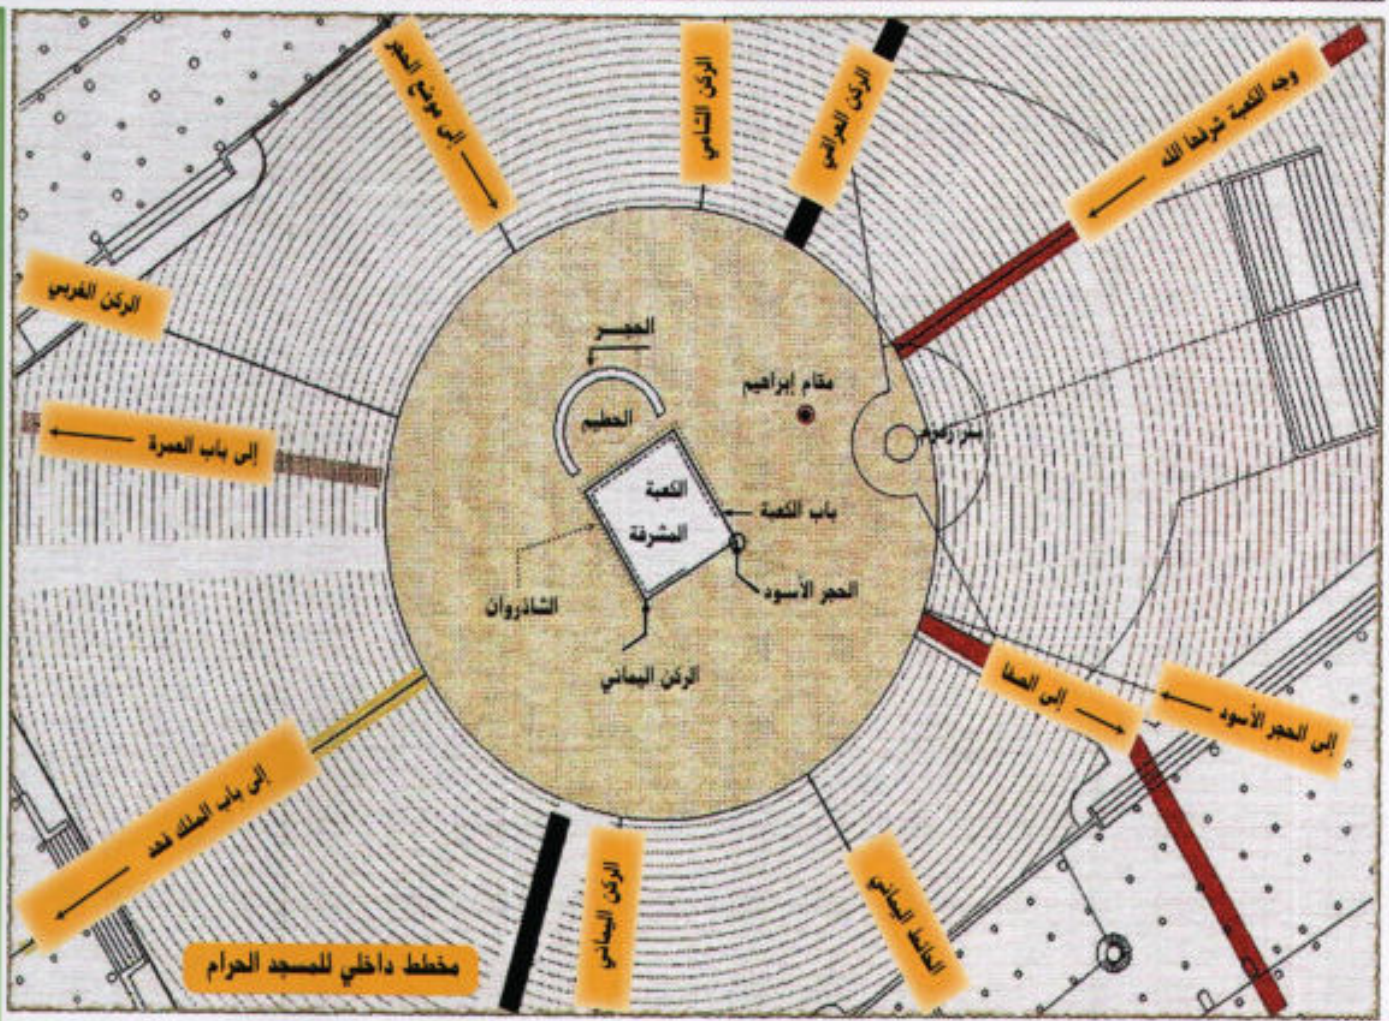 إلى موضع الحجر
الركن الشامي
الركن العراقي
وجه الكعبة شرفها الله
الركن الغربي
إلى باب العمرة
الحجـــر
الحطيم
مقام إبراهيم
بئر زمزم
الكعبة
المشرفة
باب الكعبة
الشاذروان
الحجر الأسود
الركن اليماني
إلى الصفا
إلى الحجر الأسود
إلى باب الملك فهد
الركن اليماني
الحائط اليماني
مخطط داخلي للمسجد الحرام